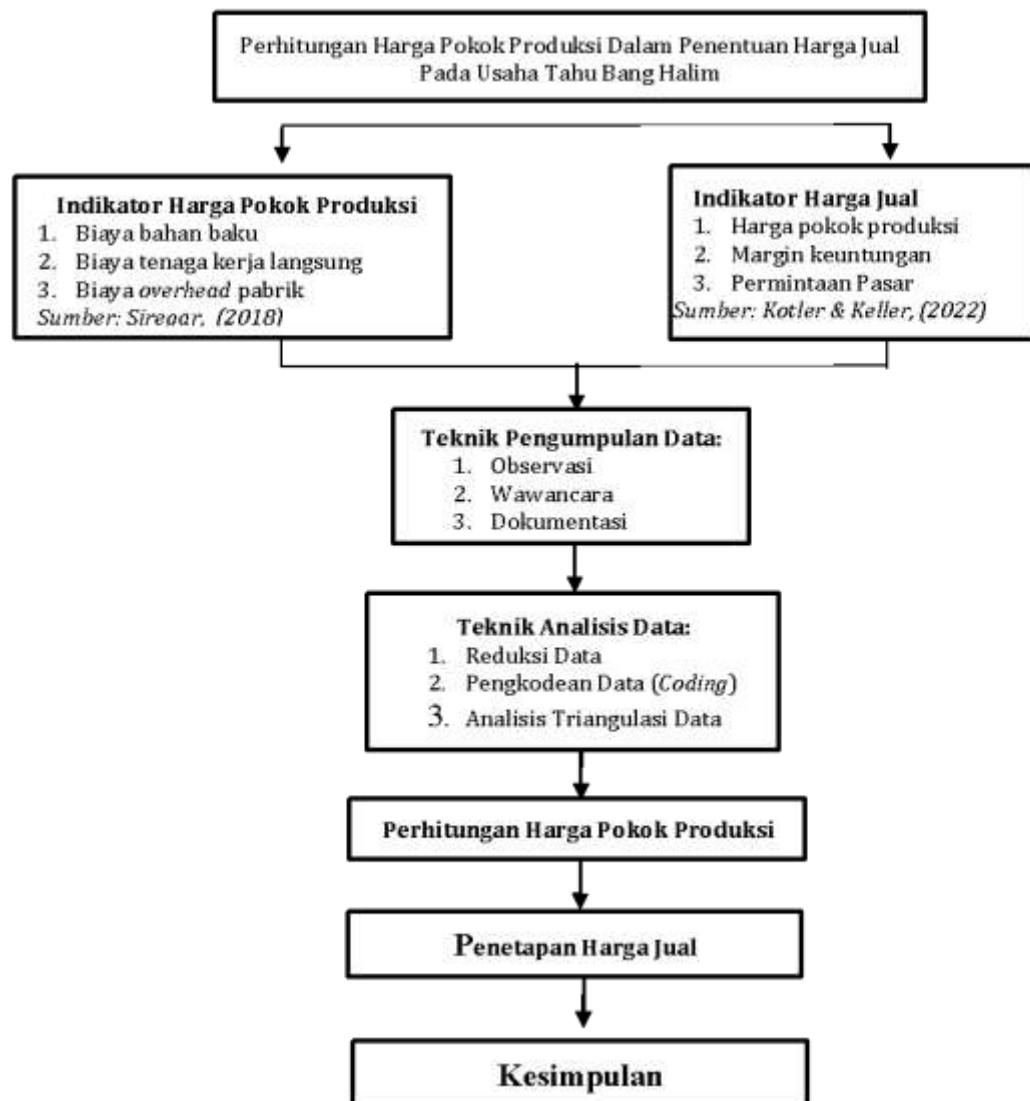 Perhitungan Harga Pokok Produksi Dalam Penentuan Harga Jual
Pada Usaha Tahu Bang Halim
Indikator Harga Pokok Produksi
1. Biaya bahan baku
2. Biaya tenaga kerja langsung
3. Biaya overhead pabrik
Sumber: Siregar, (2018)
Indikator Harga Jual
1. Harga pokok produksi
2. Margin keuntungan
3. Permintaan Pasar
Sumber: Kotler & Keller, (2022)
Teknik Pengumpulan Data:
1. Observasi
2. Wawancara
3. Dokumentasi
Teknik Analisis Data:
1. Reduksi Data
2. Pengkodean Data (Coding)
3. Analisis Triangulasi Data
Perhitungan Harga Pokok Produksi
Penetapan Harga Jual
Kesimpulan